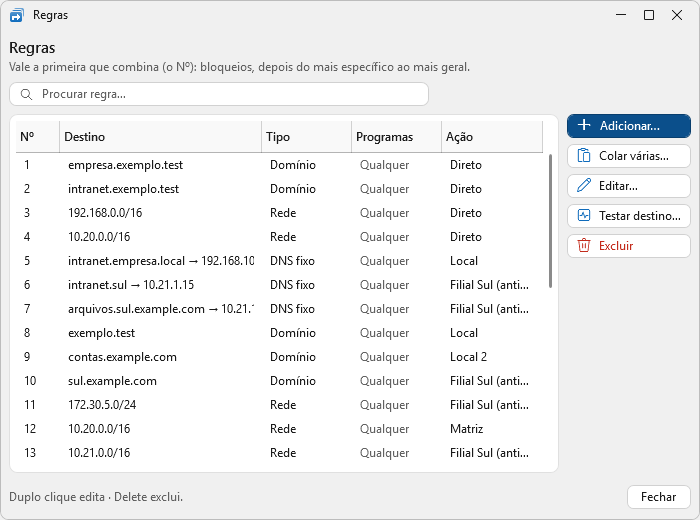 Regras
Regras
Vale a primeira que combina (o Nº): bloqueios, depois do mais específico ao mais geral.
Procurar regra...
Nº Destino Tipo Programas Ação
1 empresa.exemplo.test Domínio Qualquer Direto
2 intranet.exemplo.test Domínio Qualquer Direto
3 192.168.0.0/16 Rede Qualquer Direto
4 10.20.0.0/16 Rede Qualquer Direto
5 intranet.empresa.local → 192.168.10 DNS fixo Qualquer Local
6 intranet.sul → 10.21.1.15 DNS fixo Qualquer Filial Sul (anti...
7 arquivos.sul.example.com → 10.21.1 DNS fixo Qualquer Filial Sul (anti...
8 exemplo.test Domínio Qualquer Local
9 contas.example.com Domínio Qualquer Local 2
10 sul.example.com Domínio Qualquer Filial Sul (anti...
11 172.30.5.0/24 Rede Qualquer Filial Sul (anti...
12 10.20.0.0/16 Rede Qualquer Matriz
13 10.21.0.0/16 Rede Qualquer Filial Sul (anti...
Adicionar...
Colar várias...
Editar...
Testar destino...
Excluir
Duplo clique edita · Delete exclui.
Fechar